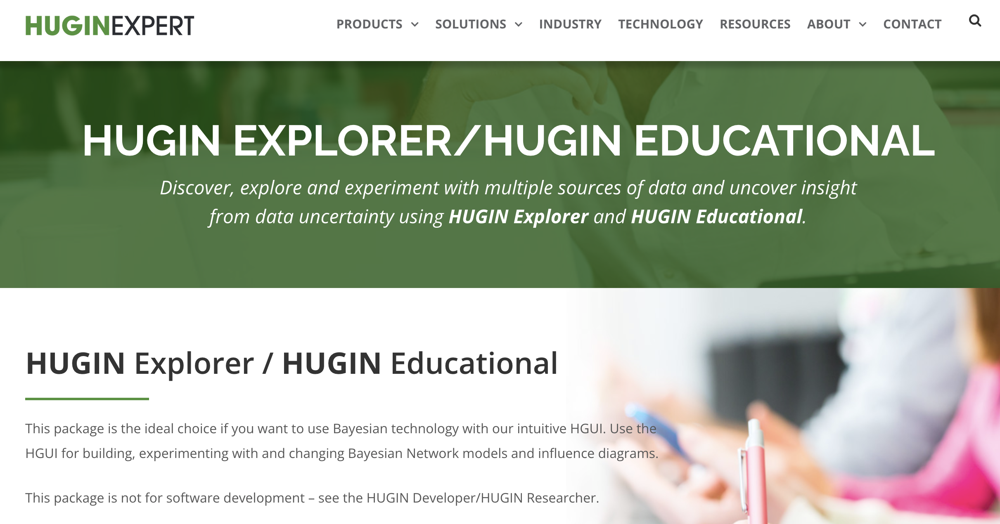 HUGINEXPERT
PRODUCTS SOLUTIONS INDUSTRY TECHNOLOGY RESOURCES ABOUT CONTACT
HUGIN EXPLORER/HUGIN EDUCATIONAL
Discover, explore and experiment with multiple sources of data and uncover insight
from data uncertainty using HUGIN Explorer and HUGIN Educational.
HUGIN Explorer / HUGIN Educational
This package is the ideal choice if you want to use Bayesian technology with our intuitive HGUI. Use the
HGUI for building, experimenting with and changing Bayesian Network models and influence diagrams.
This package is not for software development – see the HUGIN Developer/HUGIN Researcher.